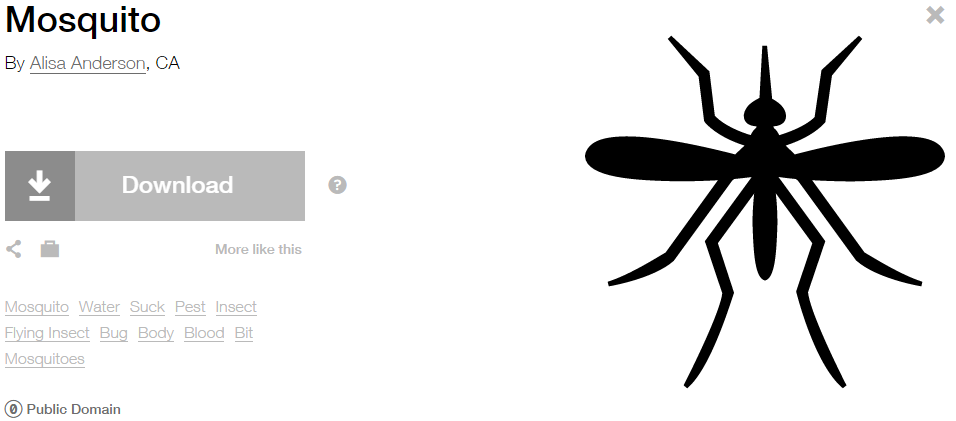 Mosquito
By Alisa Anderson, CA
Download
?
More like this
Mosquito Water Suck Pest Insect
Flying Insect Bug Body Blood Bit
Mosquitoes
0 Public Domain